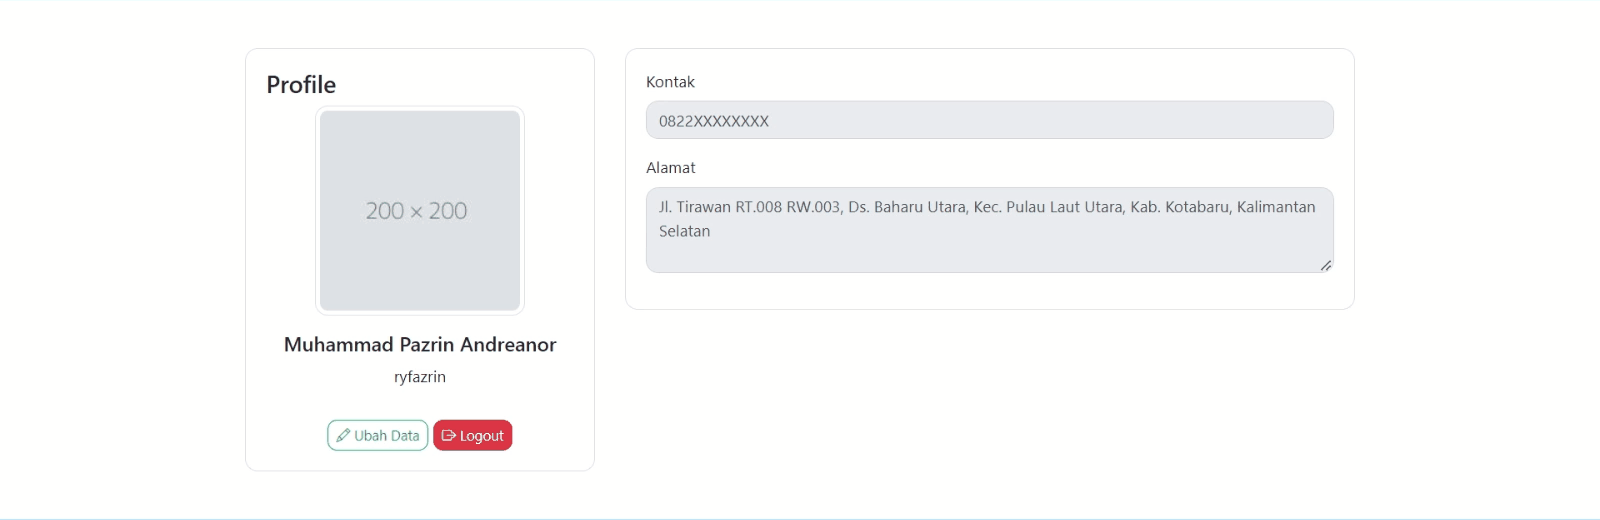 Profile
200 × 200
Muhammad Pazrin Andreanor
ryfazrin
Ubah Data
Logout
Kontak
0822XXXXXXXX
Alamat
Jl. Tirawan RT.008 RW.003, Ds. Baharu Utara, Kec. Pulau Laut Utara, Kab. Kotabaru, Kalimantan
Selatan